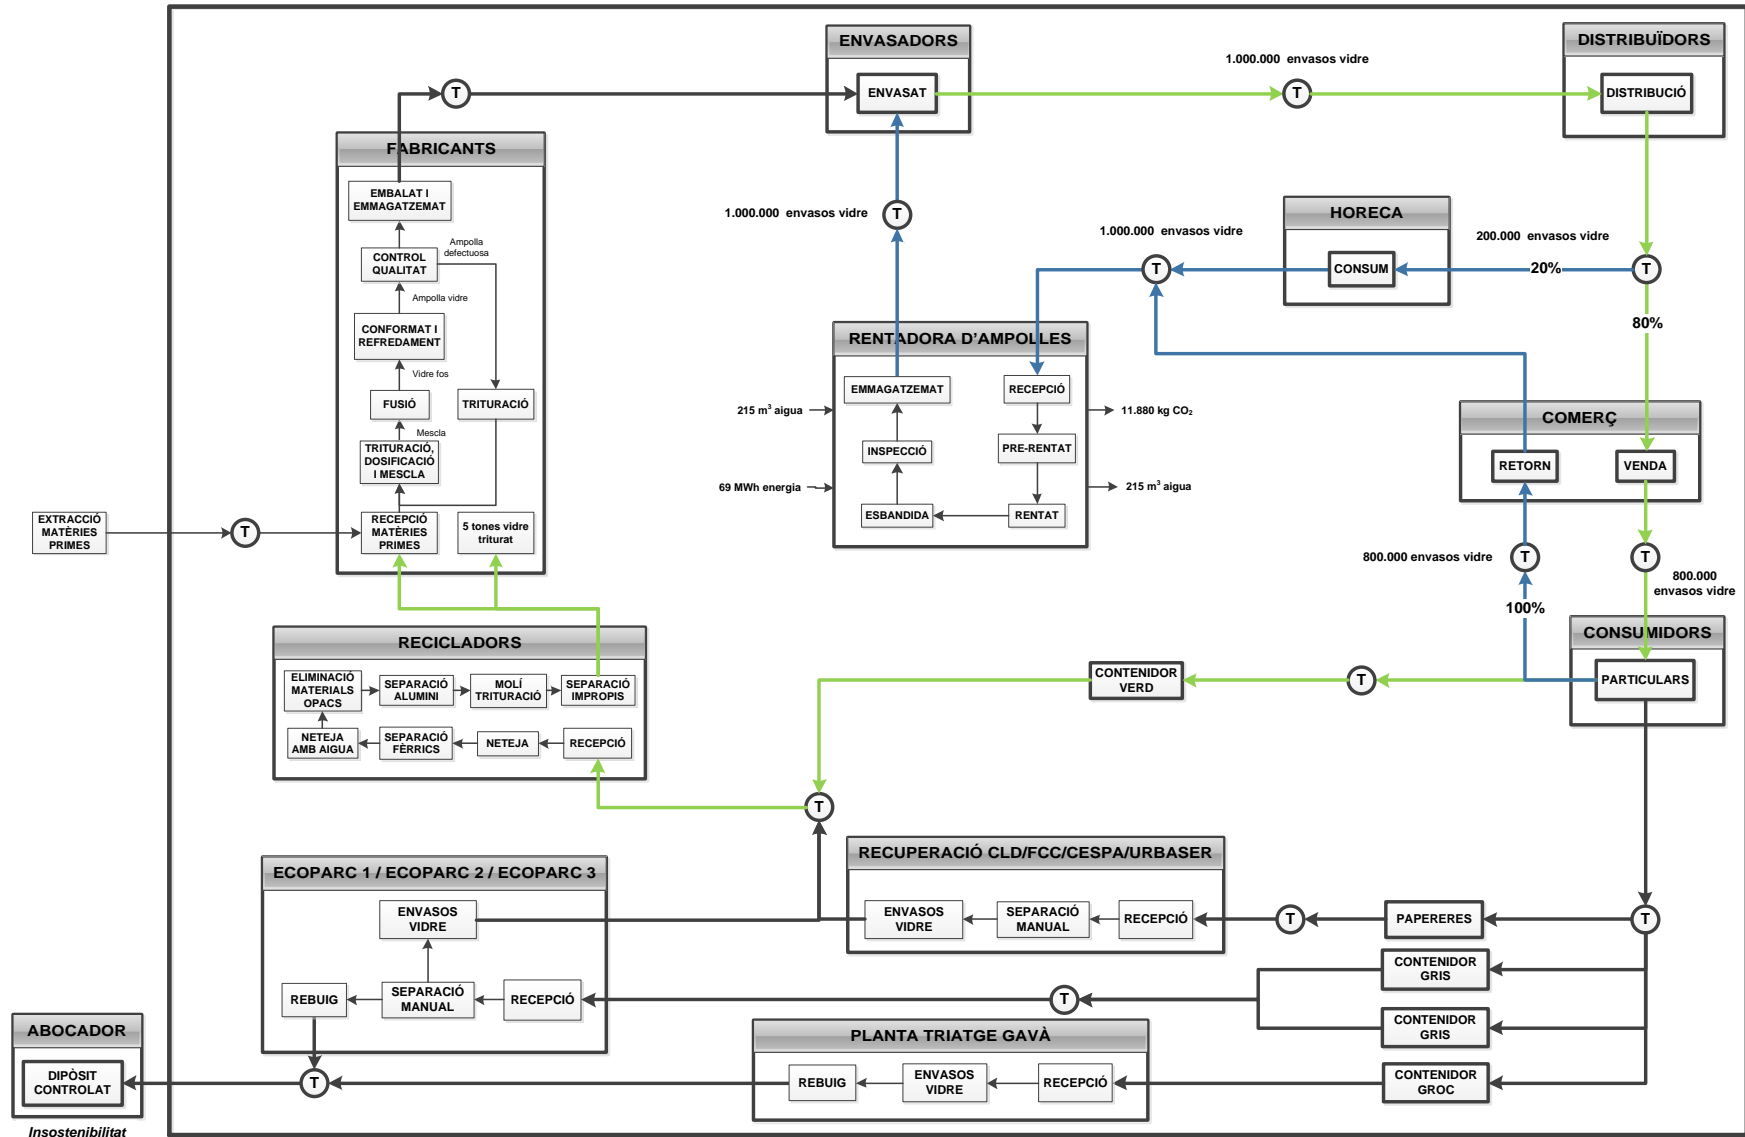 ENVASADORS
ENVASAT
T
T
1.000.000 envasos vidre
T
DISTRIBUÏDORS
DISTRIBUCIÓ
FABRICANTS
EMBALAT I
EMMAGATZEMAT
Ampolla
defectuosa
CONTROL
QUALITAT
Ampolla vidre
CONFORMAT I
REFREDAMENT
Vidre fos
FUSIÓ
TRITURACIÓ
Mescla
TRITURACIÓ,
DOSIFICACIÓ
I MESCLA
RECEPCIÓ
MATÈRIES
PRIMES
5 tones vidre
triturat
EXTRACCIÓ
MATÈRIES
PRIMES
T
1.000.000 envasos vidre
1.000.000 envasos vidre
T
HORECA
CONSUM
200.000 envasos vidre
20%
T
80%
RENTADORA D'AMPOLLES
EMMAGATZEMAT
RECEPCIÓ
INSPECCIÓ
PRE-RENTAT
ESBANDIDA
RENTAT
215 m³ aigua
69 MWh energia
11.880 kg CO₂
215 m³ aigua
COMERÇ
RETORN
VENDA
800.000 envasos vidre
T
T
800.000
envasos vidre
100%
CONSUMIDORS
PARTICULARS
RECICLADORS
ELIMINACIÓ
MATERIALS
OPACS
SEPARACIÓ
ALUMINI
MOLÍ
TRITURACIÓ
SEPARACIÓ
IMPROPIS
NETEJA
AMB AIGUA
SEPARACIÓ
FÈRRICS
NETEJA
RECEPCIÓ
CONTENIDOR
VERD
T
T
ECOPARC 1 / ECOPARC 2 / ECOPARC 3
ENVASOS
VIDRE
REBUIG
SEPARACIÓ
MANUAL
RECEPCIÓ
RECUPERACIÓ CLD/FCC/CESPA/URBASER
ENVASOS
VIDRE
SEPARACIÓ
MANUAL
RECEPCIÓ
T
PAPERERES
T
CONTENIDOR
GRIS
T
CONTENIDOR
GRIS
PLANTA TRIATGE GAVÀ
REBUIG
ENVASOS
VIDRE
RECEPCIÓ
CONTENIDOR
GROC
ABOCADOR
DIPÒSIT
CONTROLAT
T
Insostenibilitat